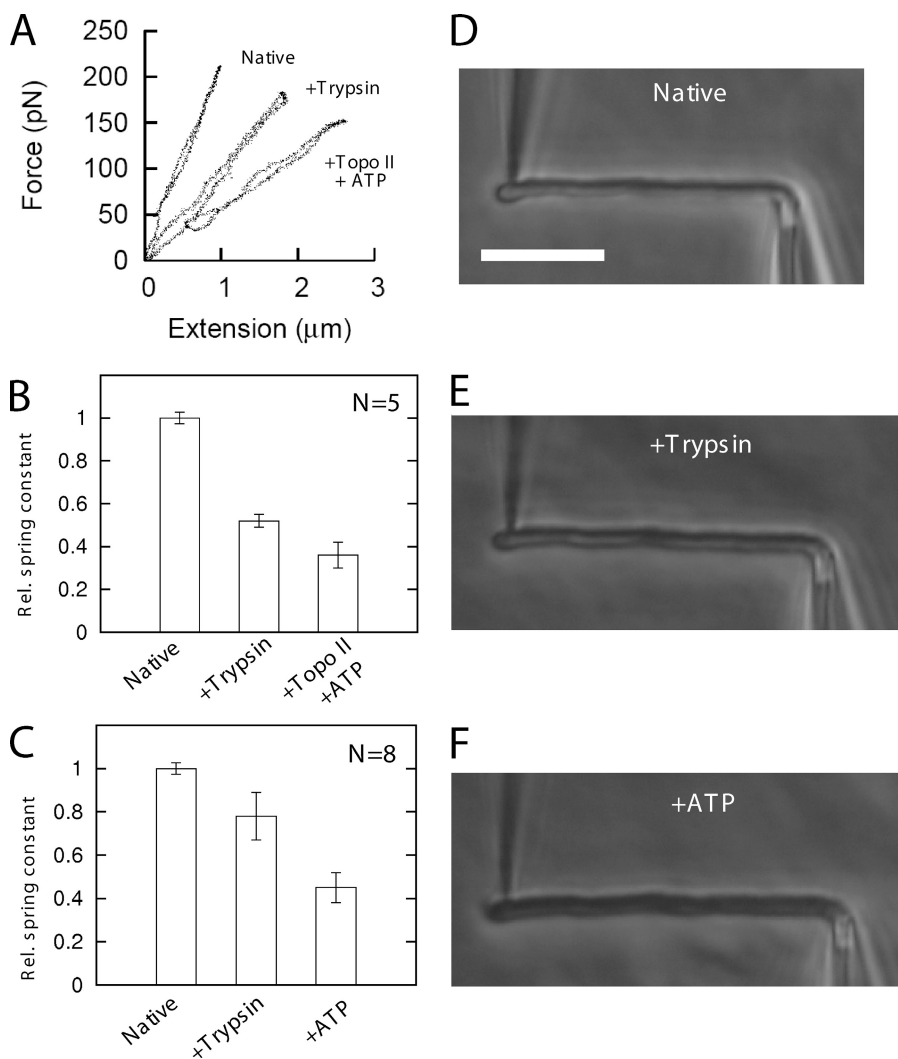 A
250
200
150
100
50
0
Force (pN)
Native
+Trypsin
+Topo II
+ ATP
0 1 2 3
Extension (μm)
B
N=5
1
0.8
0.6
0.4
0.2
0
Rel. spring constant
Native
+Trypsin
+Topo II
+ATP
C
N=8
1
0.8
0.6
0.4
0.2
0
Rel. spring constant
Native
+Trypsin
+ATP
D
Native
E
+Trypsin
F
+ATP